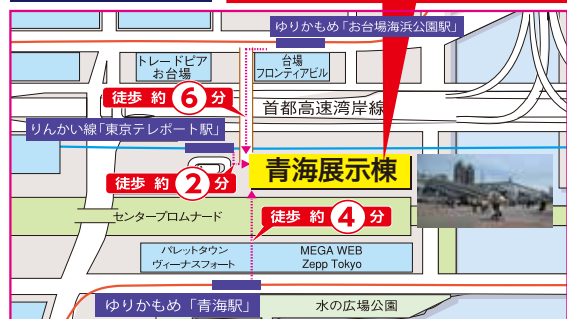 ゆりかもめ「お台場海浜公園駅」
トレードピア
お台場
台場
フロンティアビル
徒歩 約 6 分
首都高速湾岸線
りんかい線「東京テレポート駅」
青海展示棟
徒歩 約 2 分
センタープロムナード
徒歩 約 4 分
パレットタウン
ヴィーナスフォート
MEGA WEB
Zepp Tokyo
ゆりかもめ「青海駅」
水の広場公園